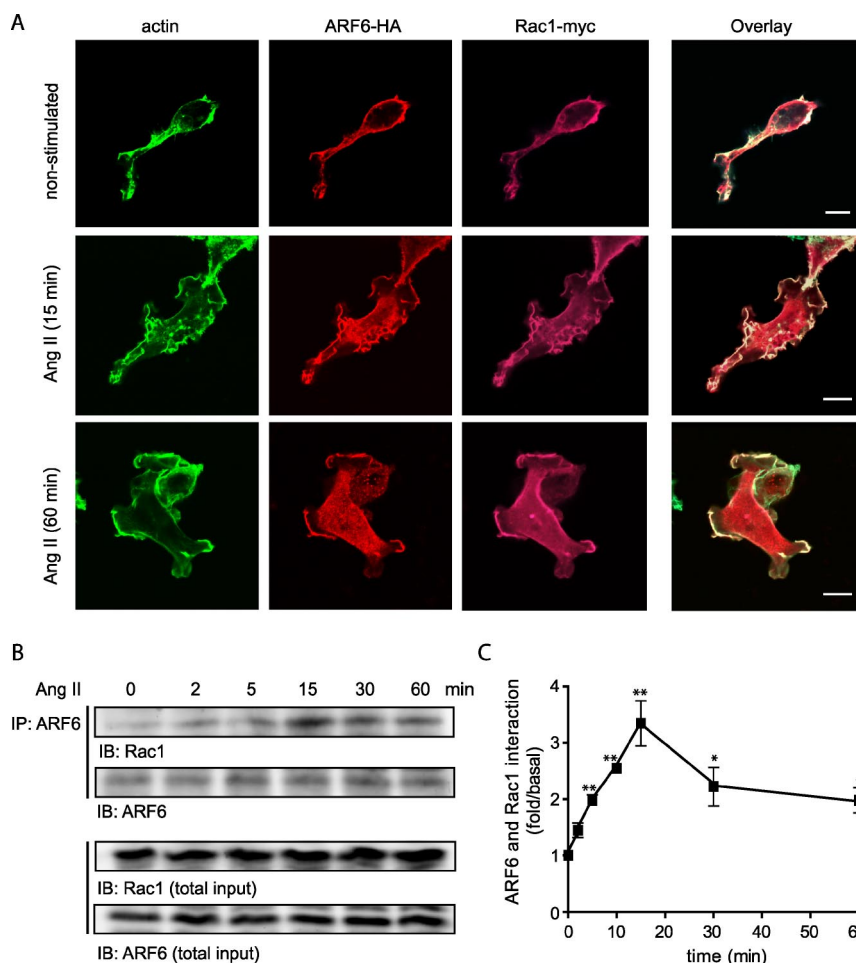 A
actin ARF6-HA Rac1-myc Overlay
non-stimulated
Ang II (15 min)
Ang II (60 min)
B
Ang II 0 2 5 15 30 60 min
IP: ARF6
IB: Rac1
IB: ARF6
IB: Rac1 (total input)
IB: ARF6 (total input)
C
ARF6 and Rac1 interaction
(fold/basal)
4
3
2
1
0
** ** ** *
0 10 20 30 40 50
time (min)